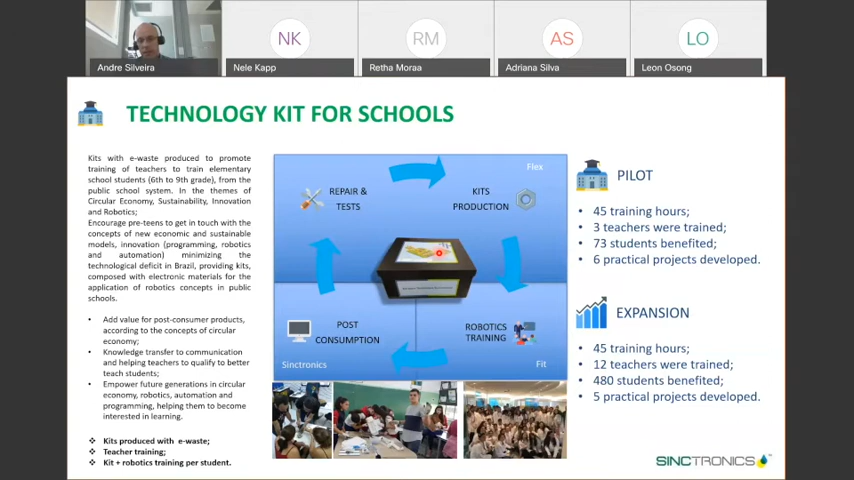 NK
RM
AS
LO
Andre Silveira
Nele Kapp
Retha Moraa
Adriana Silva
Leon Osong
TECHNOLOGY KIT FOR SCHOOLS
Kits with e-waste produced to promote
training of teachers to train elementary
school students (6th to 9th grade), from the
public school system. In the themes of
Circular Economy, Sustainability, Innovation
and Robotics;
Encourage pre-teens to get in touch with the
concepts of new economic and sustainable
models, innovation (programming, robotics
and automation) minimizing the
technological deficit in Brazil, providing kits,
composed with electronic materials for the
application of robotics concepts in public
schools.
• Add value for post-consumer products,
according to the concepts of circular
economy;
• Knowledge transfer to communication
and helping teachers to qualify to better
teach students;
• Empower future generations in circular
economy, robotics, automation and
programming, helping them to become
interested in learning.
❖ Kits produced with e-waste;
❖ Teacher training;
❖ Kit + robotics training per student.
Flex
REPAIR &
TESTS
KITS
PRODUCTION
POST
CONSUMPTION
ROBOTICS
TRAINING
Sinctronics
Fit
PILOT
• 45 training hours;
• 3 teachers were trained;
• 73 students benefited;
• 6 practical projects developed.
EXPANSION
• 45 training hours;
• 12 teachers were trained;
• 480 students benefited;
• 5 practical projects developed.
SINCTRONICS